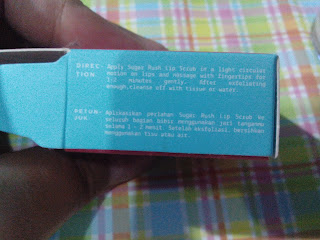 DIREC-
TION.
Apply Sugar Rush Lip Scrub in a light circular
motion on lips and massage with fingertips for
1-2 minutes gently. After exfoliating
enough, cleanse off with tissue or water.
PETUN-
JUK
Aplikasikan perlahan Sugar Rush Lip Scrub ke
seluruh bagian bibir menggunakan jari tanganmu
selama 1 - 2 menit. Setelah eksfoliasi, bersihkan
menggunakan tisu atau air.